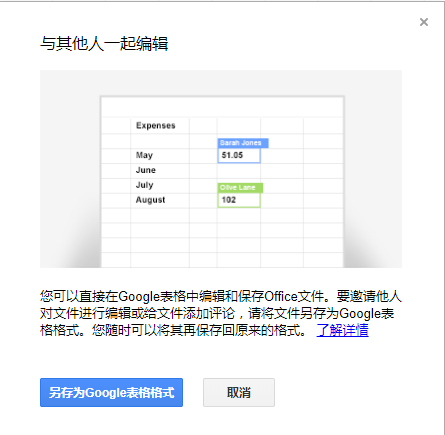 与其他人一起编辑
Expenses
Sarah Jones
May 51.05
June
July Olive Lane
August 102
您可以直接在Google表格中编辑和保存Office文件。要邀请他人
对文件进行编辑或给文件添加评论，请将文件另存为Google表
格格式。您随时可以将其再保存回原来的格式。 了解详情
另存为Google表格格式 取消